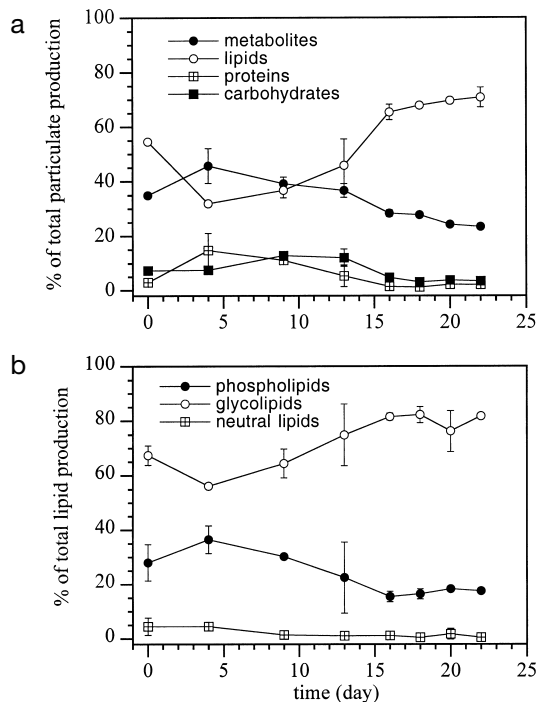 a
100
80
60
40
20
0
% of total particulate production
metabolites
lipids
proteins
carbohydrates
0 5 10 15 20 25
b
100
80
60
40
20
0
% of total lipid production
phospholipids
glycolipids
neutral lipids
0 5 10 15 20 25
time (day)